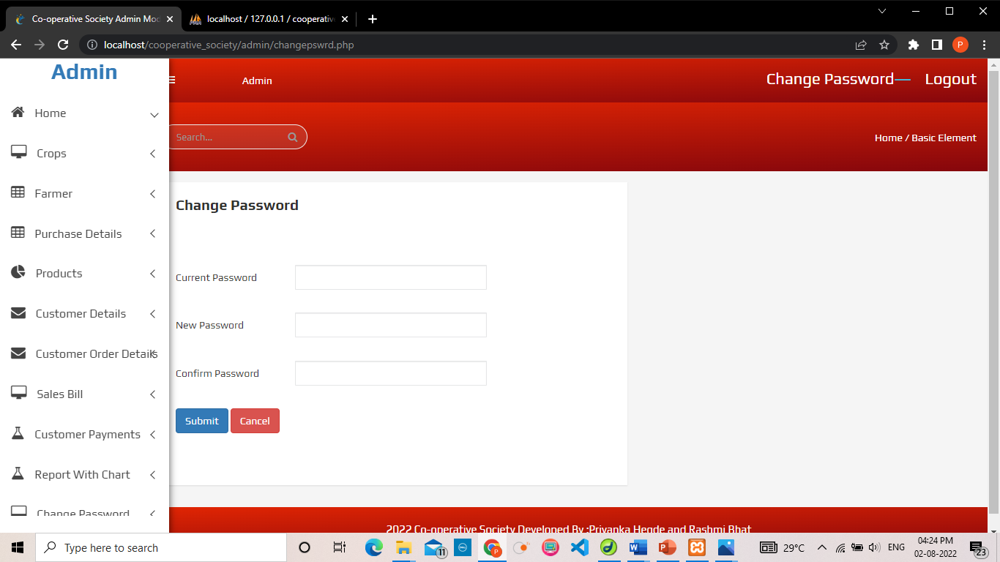 Co-operative Society Admin Mod
localhost / 127.0.0.1 / cooperativ
localhost/cooperative_society/admin/changepswrd.php
P
Admin
Admin
Change Password Logout
Home
Search...
Home / Basic Element
Crops
Farmer
Purchase Details
Products
Customer Details
Customer Order Details
Sales Bill
Customer Payments
Report With Chart
Change Password
Change Password
Current Password
New Password
Confirm Password
Submit Cancel
2022 Co-operative Society Developed By :Priyanka Hegde and Rashmi Bhat
Type here to search
11
29°C
ENG
04:24 PM
02-08-2022
23